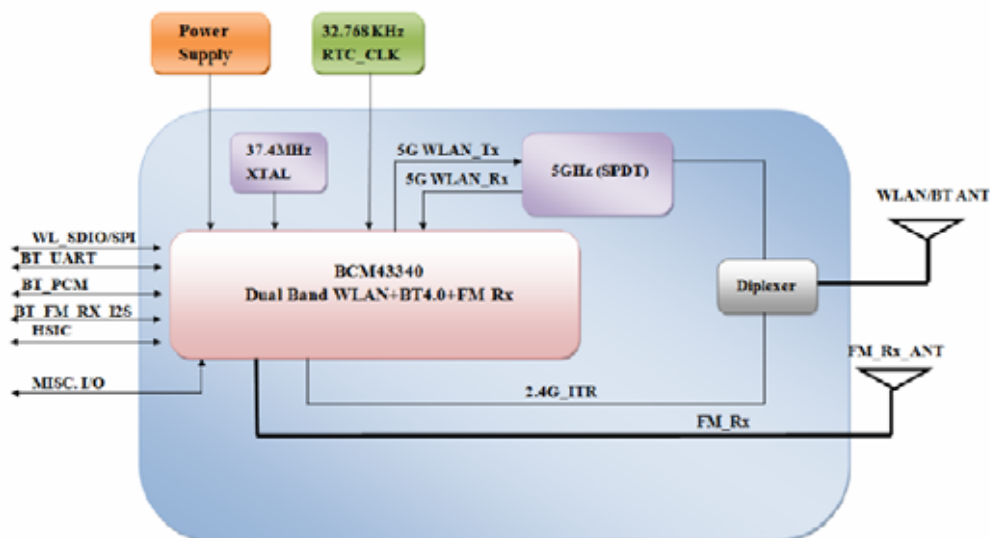 Power
Supply
32.768 KHz
RTC_CLK
37.4MHz
XTAL
5G WLAN_Tx
5G WLAN_Rx
5GHz (SPDT)
WLAN/BT ANT
WL_SDIO/SPI
BT_UART
BT_PCM
BT_FM_RX_I2S
HSIC
MISC. I/O
BCM43340
Dual Band WLAN+BT4.0+FM Rx
Diplexer
FM_Rx_ANT
2.4G_ITR
FM_Rx